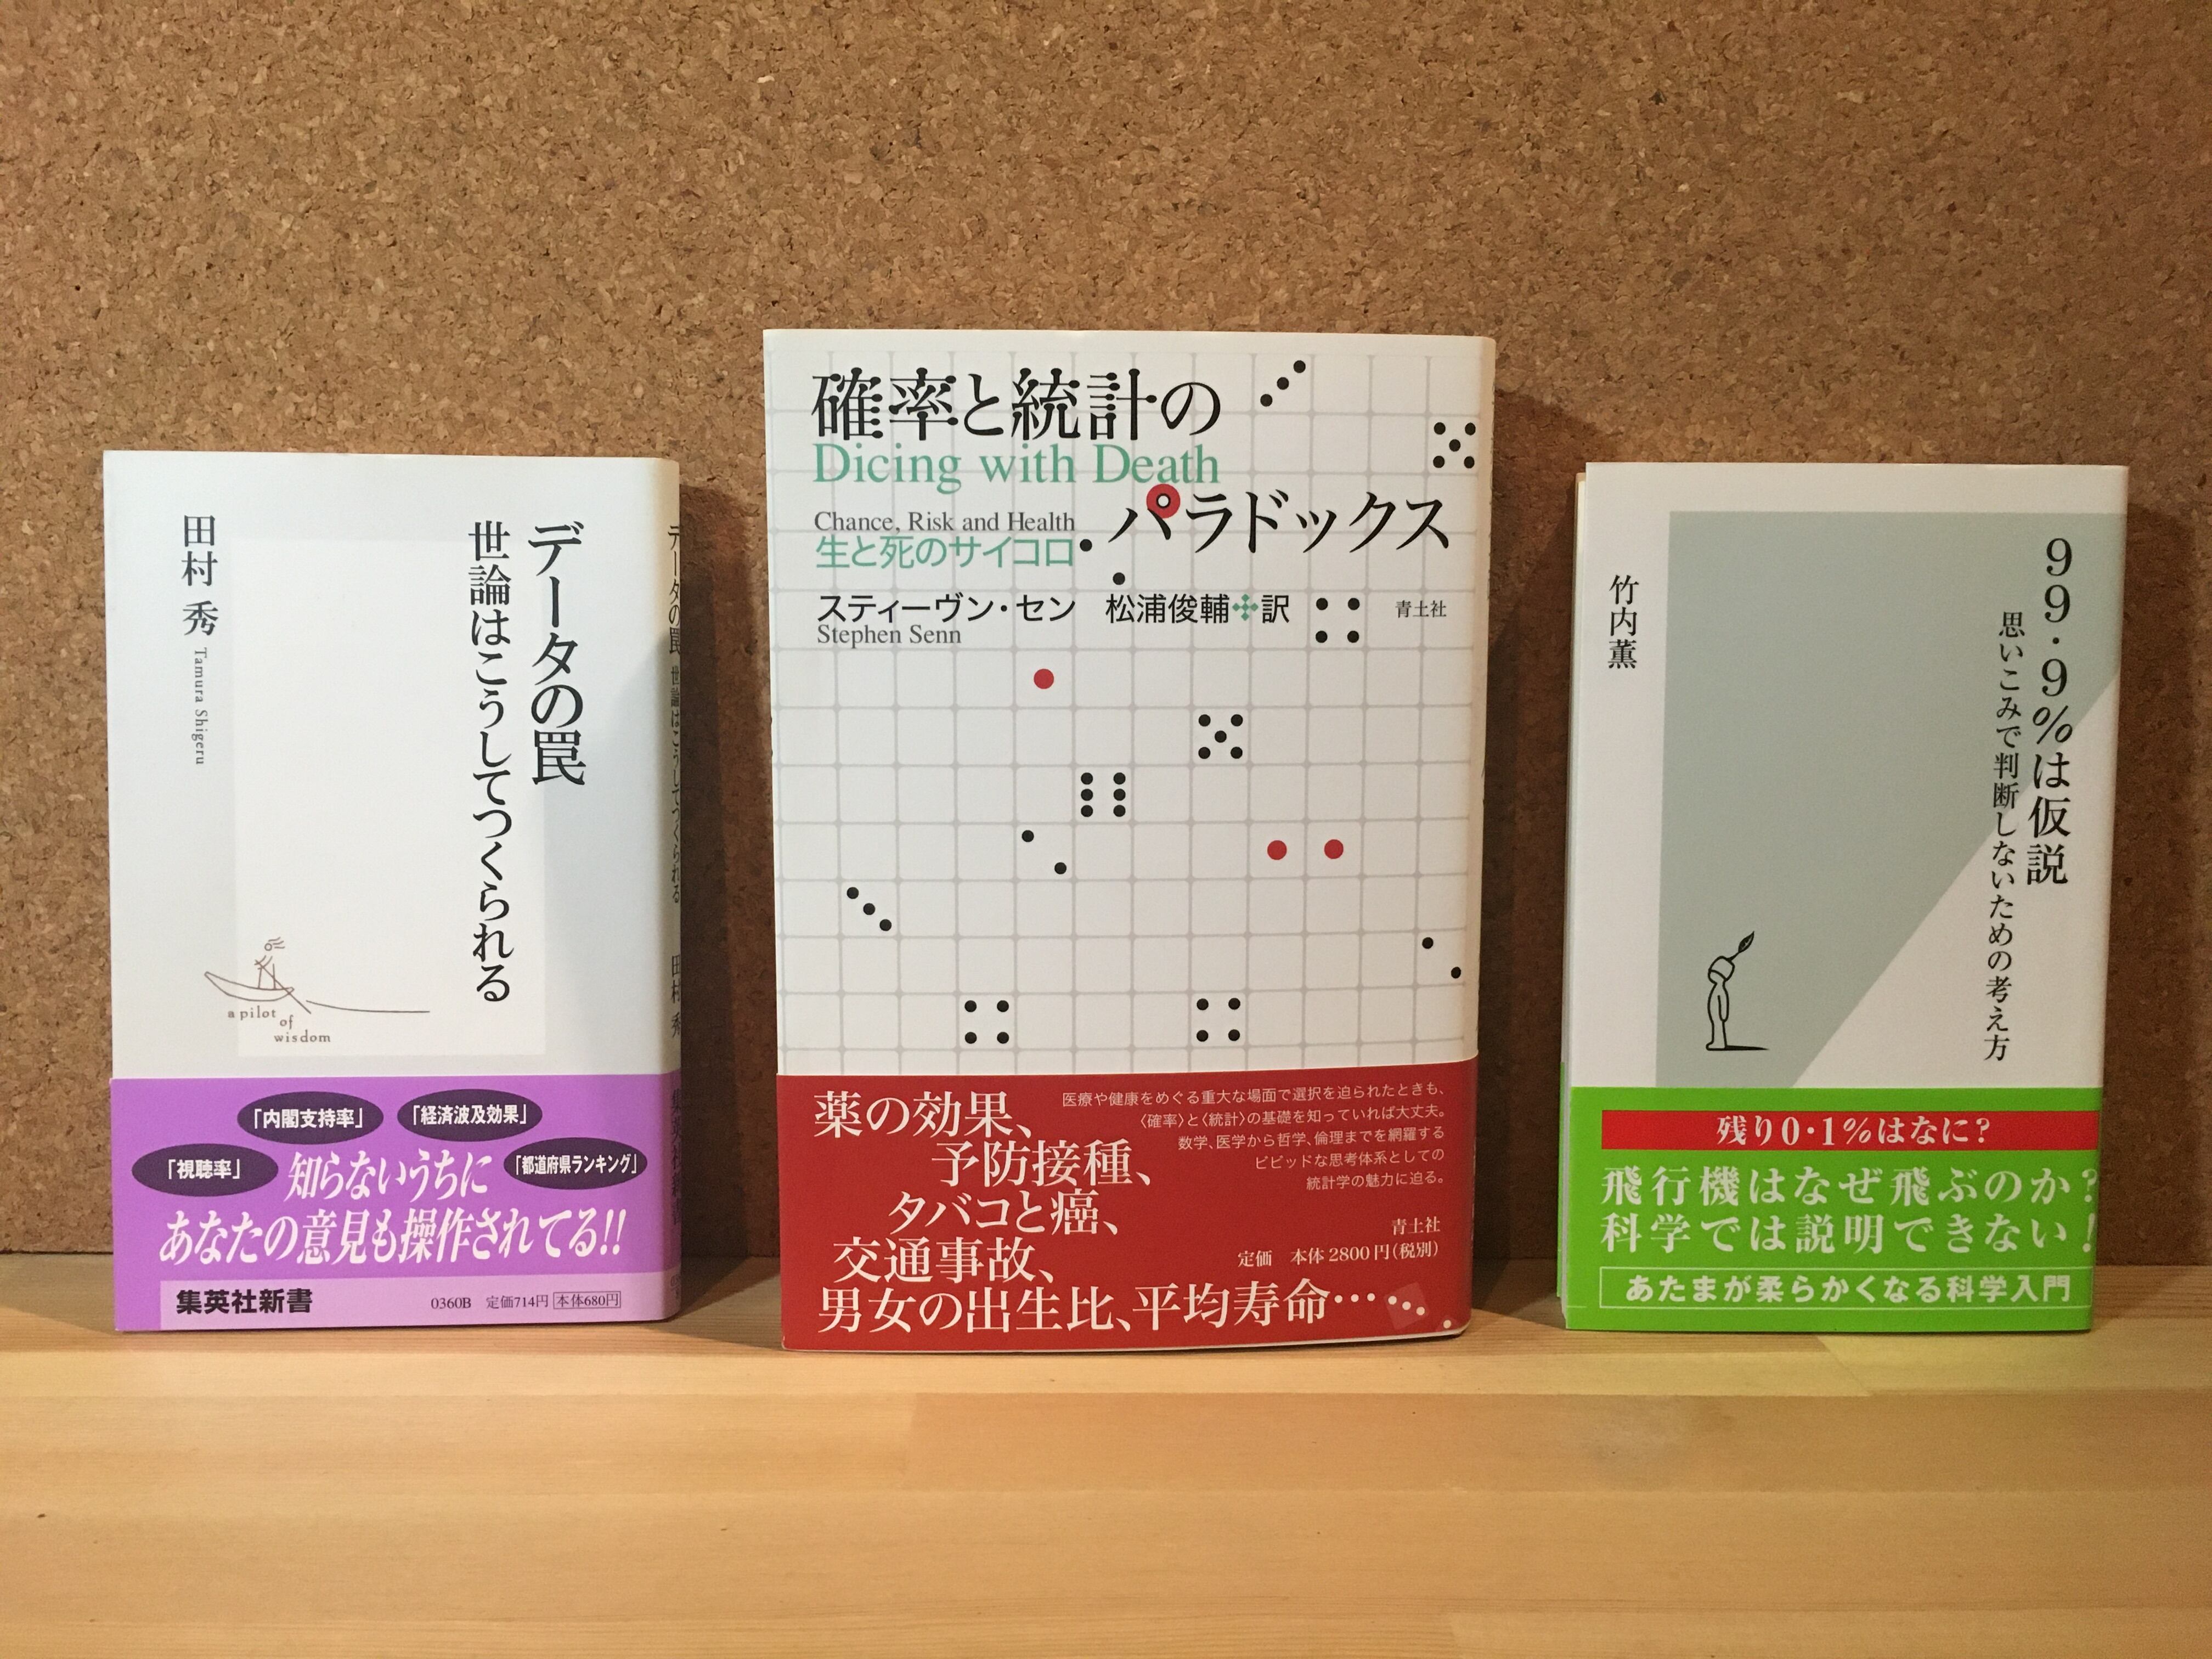 データの罠
世論はこうしてつくられる
田村 秀
Tamura Shigeru
a pilot
of
wisdom
「内閣支持率」
「経済波及効果」
「視聴率」
知らないうちに
「都道府県ランキング」
あなたの意見も操作されてる!!
集英社新書
0360B 定価714円 本体680円
データの罠 世論はこうしてつくられる 田村 秀
確率と統計の
Dicing with Death
パラドックス
Chance, Risk and Health
生と死のサイコロ
スティーヴン・セン 松浦俊輔 訳 青土社
Stephen Senn
薬の効果、
予防接種、
タバコと癌、
交通事故、
男女の出生比、平均寿命……
医療や健康をめぐる重大な場面で選択を迫られたときも、
〈確率〉と〈統計〉の基礎を知っていれば大丈夫。
数学、医学から哲学、倫理までを網羅する
ビビッドな思考体系としての
統計学の魅力に迫る。
青土社
定価 本体2800円(税別)
99・9%は仮説
思いこみで判断しないための考え方
竹内薫
残り0・1%はなに?
飛行機はなぜ飛ぶのか?
科学では説明できない!
あたまが柔らかくなる科学入門